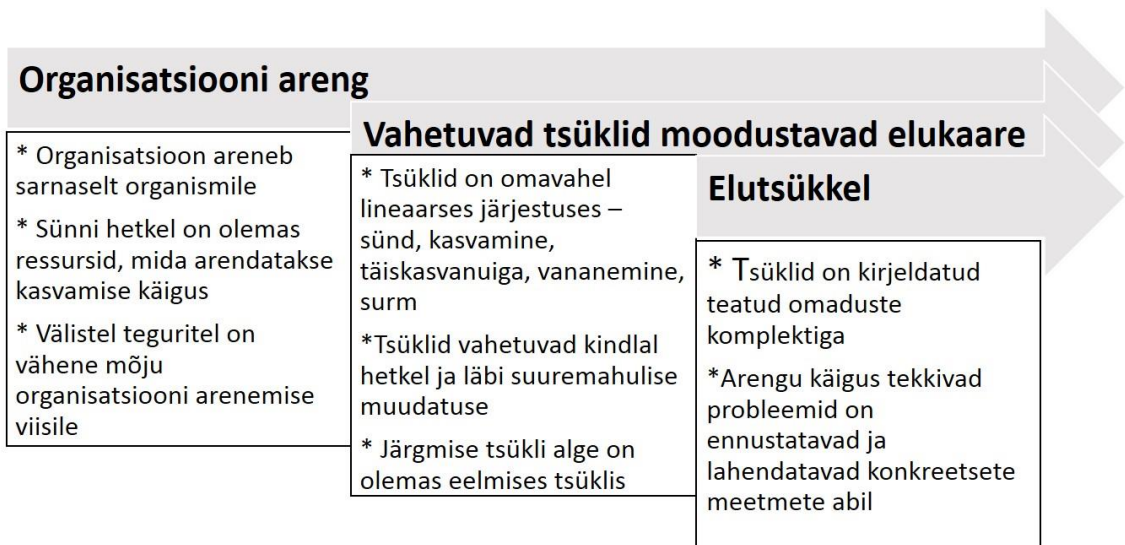 Organisatsiooni areng
* Organisatsioon areneb
sarnaselt organismile
* Sünni hetkel on olemas
ressursid, mida arendatakse
kasvamise käigus
* Välistel teguritel on
vähene mõju
organisatsiooni arenemise
viisile
Vahetuvad tsüklid moodustavad elukaare
* Tsüklid on omavahel
lineaarses järjestuses –
sünd, kasvamine,
täiskasvanuiga, vananemine,
surm
*Tsüklid vahetuvad kindlal
hetkel ja läbi suuremahulise
muudatuse
* Järgmise tsükli alge on
olemas eelmises tsüklis
Elutsükkel
* Tsüklid on kirjeldatud
teatud omaduste
komplektiga
*Arengu käigus tekkivad
probleemid on
ennustatavad ja
lahendatavad konkreetsete
meetmete abil